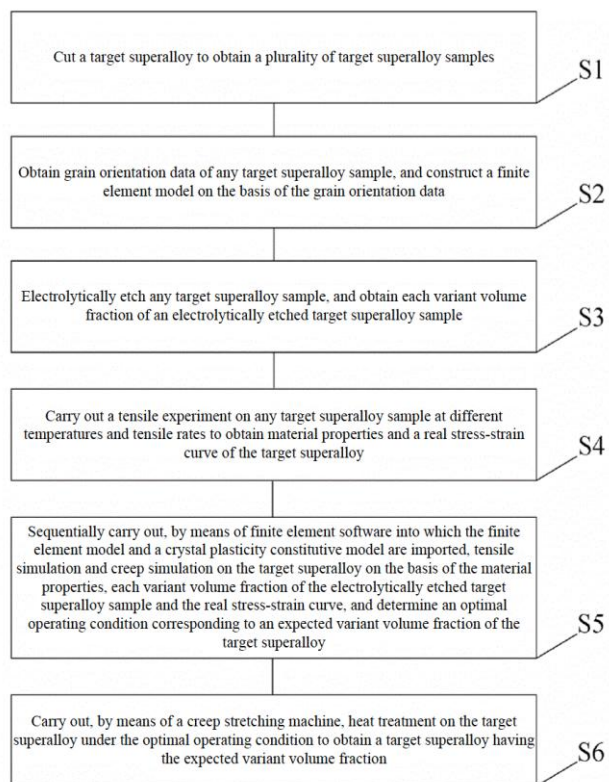 Cut a target superalloy to obtain a plurality of target superalloy samples
S1
Obtain grain orientation data of any target superalloy sample, and construct a finite
element model on the basis of the grain orientation data
S2
Electrolytically etch any target superalloy sample, and obtain each variant volume
fraction of an electrolytically etched target superalloy sample
S3
Carry out a tensile experiment on any target superalloy sample at different
temperatures and tensile rates to obtain material properties and a real stress-strain
curve of the target superalloy
S4
Sequentially carry out, by means of finite element software into which the finite
element model and a crystal plasticity constitutive model are imported, tensile
simulation and creep simulation on the target superalloy on the basis of the material
properties, each variant volume fraction of the electrolytically etched target
superalloy sample and the real stress-strain curve, and determine an optimal
operating condition corresponding to an expected variant volume fraction of the
target superalloy
S5
Carry out, by means of a creep stretching machine, heat treatment on the target
superalloy under the optimal operating condition to obtain a target superalloy having
the expected variant volume fraction
S6